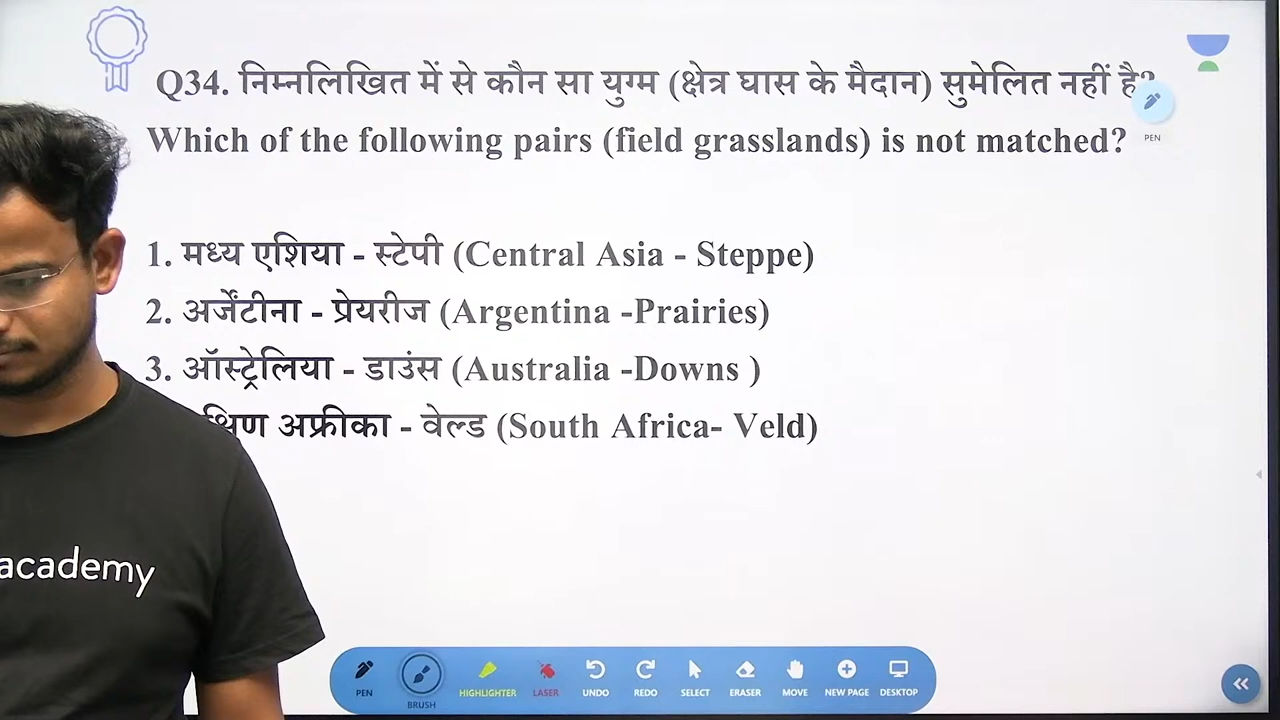 Q34. निम्नलिखित में से कौन सा युग्म (क्षेत्र घास के मैदान) सुमेलित नहीं है?
Which of the following pairs (field grasslands) is not matched?
PEN
1. मध्य एशिया - स्टेपी (Central Asia - Steppe)
2. अर्जेंटीना - प्रेयरीज (Argentina -Prairies)
3. ऑस्ट्रेलिया - डाउंस (Australia -Downs )
अफ्रीका - वेल्ड (South Africa- Veld)
academy
PEN BRUSH HIGHLIGHTER LASER UNDO REDO SELECT ERASER MOVE NEW PAGE DESKTOP